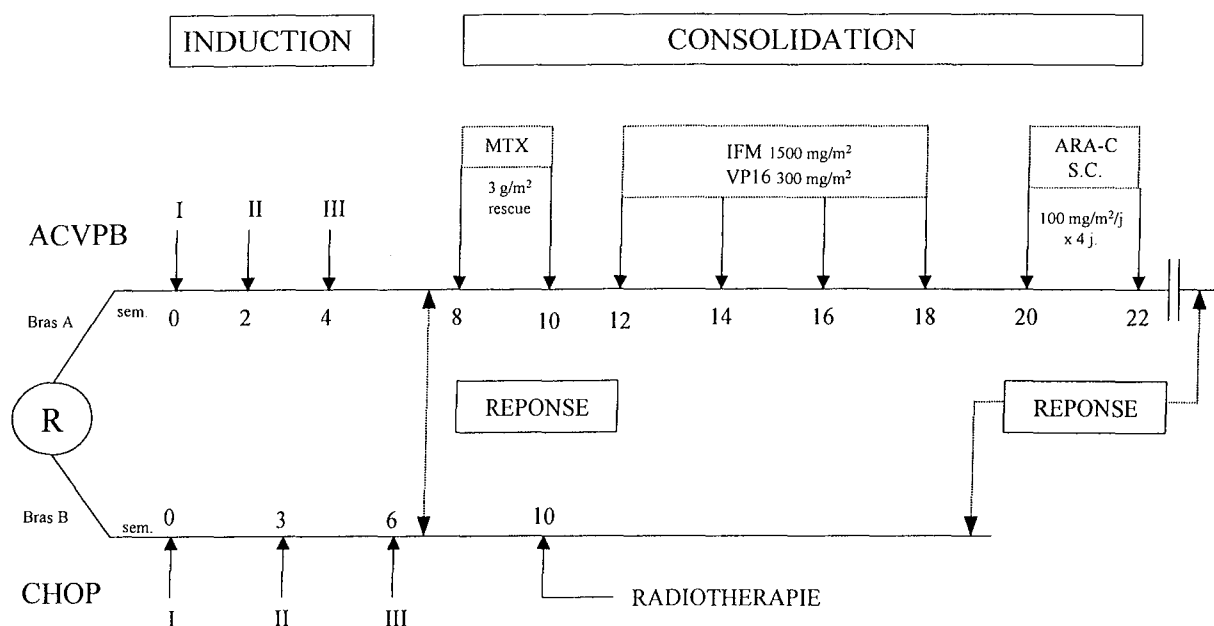 INDUCTION
CONSOLIDATION
MTX
3 g/m²
rescue
IFM 1500 mg/m²
VP16 300 mg/m²
ARA-C
S.C.
100 mg/m²/j
x 4 j.
I II III
ACVPB
Bras A
sem. 0 2 4 8 10 12 14 16 18 20 22
R
REPONSE
REPONSE
Bras B
sem. 0 3 6 10
CHOP
I II III
RADIOTHERAPIE